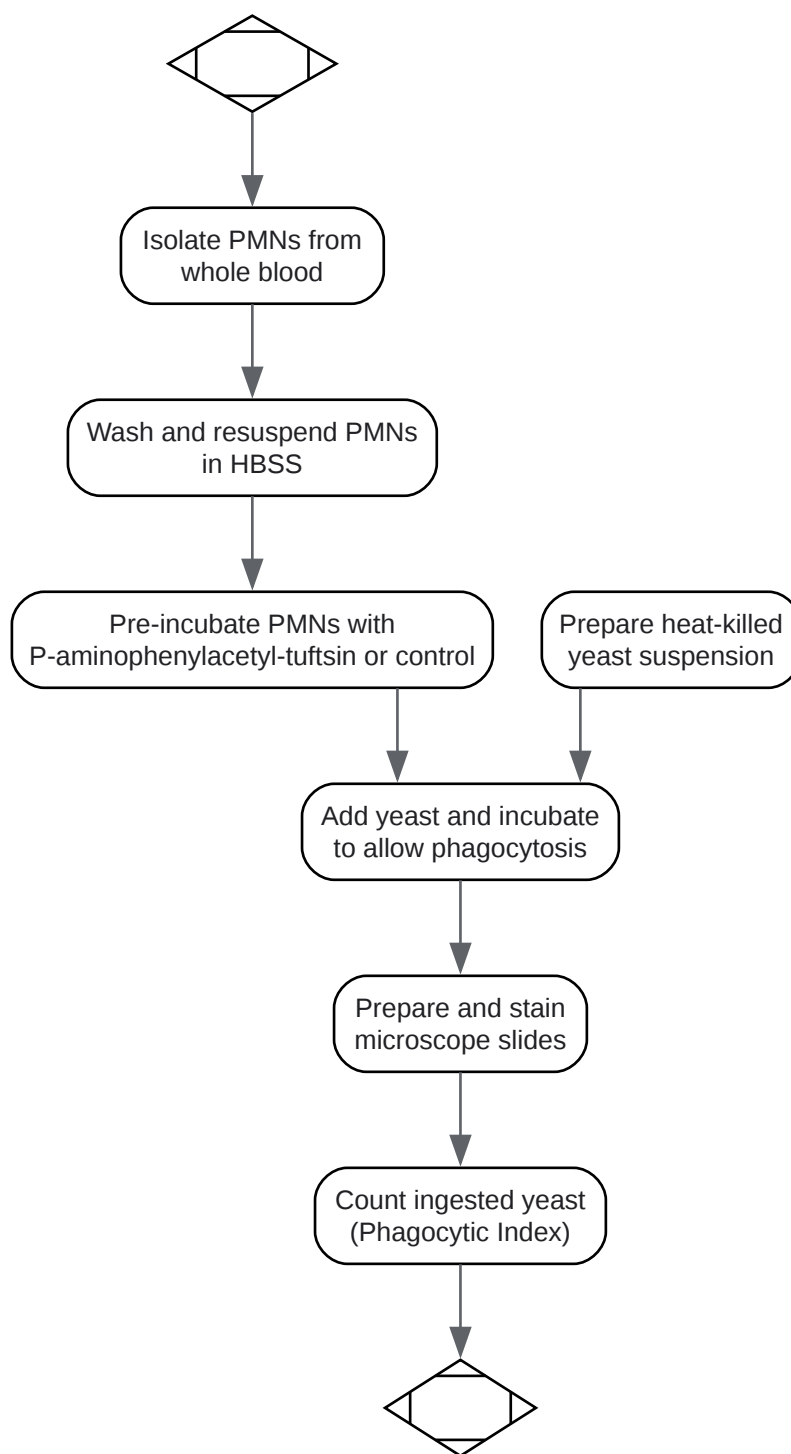 Isolate PMNs from
whole blood
Wash and resuspend PMNs
in HBSS
Pre-incubate PMNs with
P-aminophenylacetyl-tuftsin or control
Prepare heat-killed
yeast suspension
Add yeast and incubate
to allow phagocytosis
Prepare and stain
microscope slides
Count ingested yeast
(Phagocytic Index)